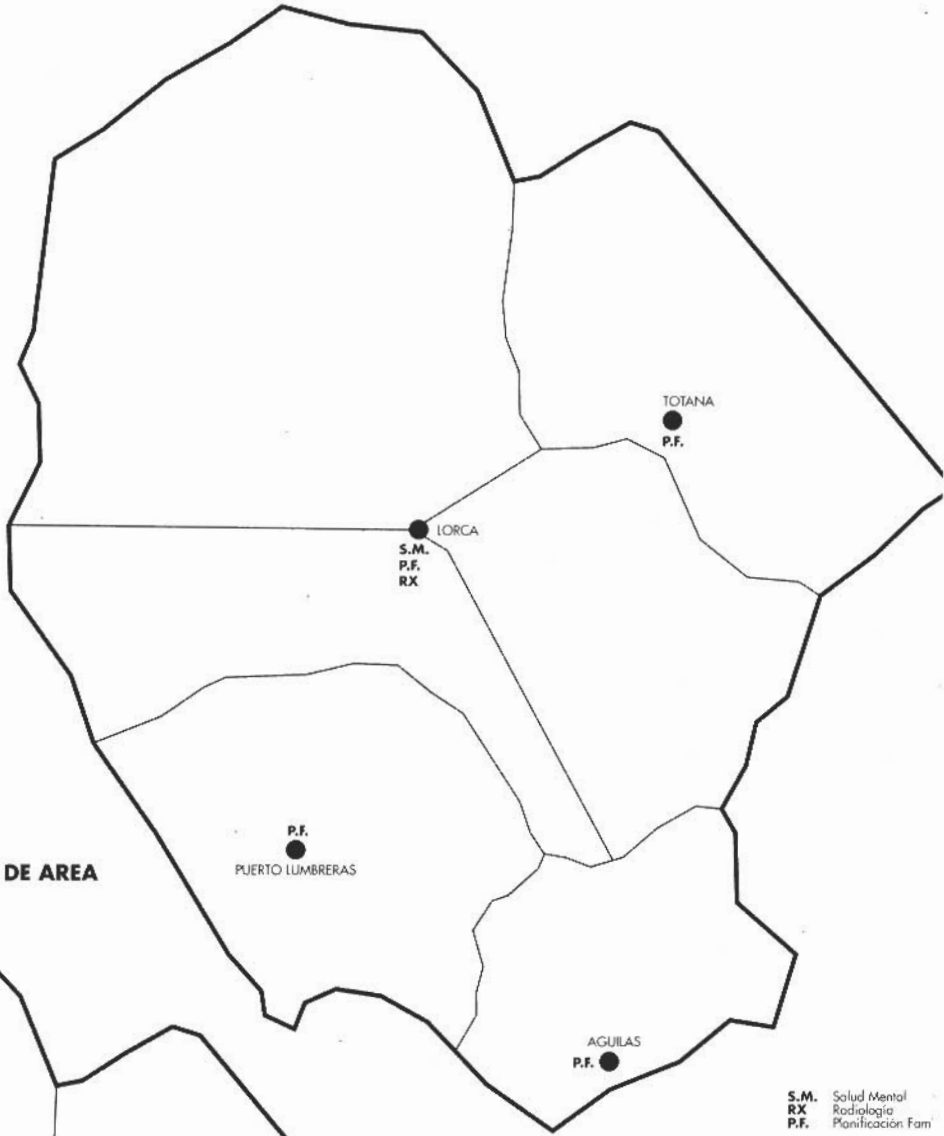 TOTANA
P.F.
LORCA
S.M.
P.F.
RX
P.F.
PUERTO LUMBRERAS
DE AREA
AGUILAS
P.F.
S.M. Salud Mental
RX Radiología
P.F. Planificación Fam